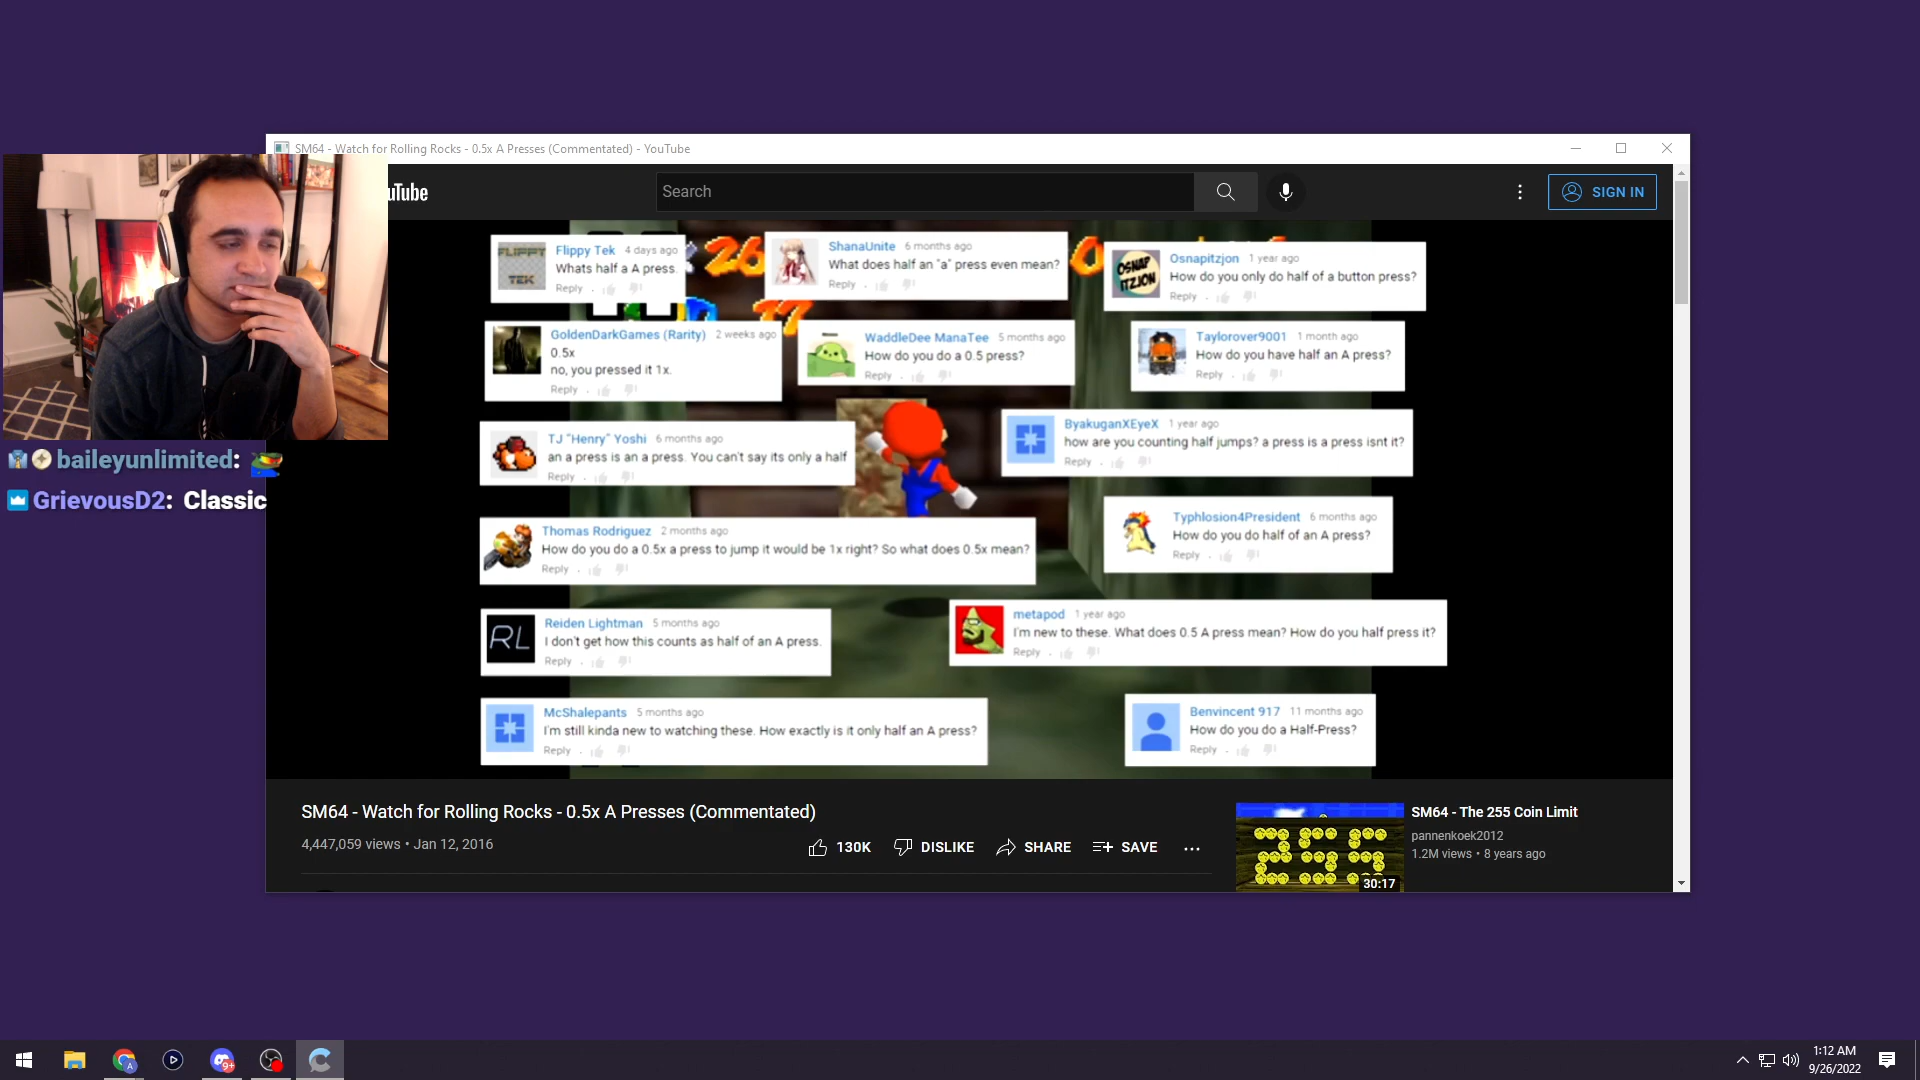 SM64 - Watch for Rolling Rocks - 0.5x A Presses (Commentated) - YouTube
uTube
Search
SIGN IN
Flippy Tek 4 days ago
Whats half a A press.
Reply
FLIPPY
TEK
ShanaUnite 6 months ago
What does half an "a" press even mean?
Reply
Osnapitzjon 1 year ago
How do you only do half of a button press?
Reply
OSNAP
ITZJON
26
GoldenDarkGames (Rarity) 2 weeks ago
0.5x
no, you pressed it 1x.
Reply
WaddleDee ManaTee 5 months ago
How do you do a 0.5 press?
Reply
Taylorover9001 1 month ago
How do you have half an A press?
Reply
TJ "Henry" Yoshi 6 months ago
an a press is an a press. You can't say its only a half
Reply
ByakuganXEyeX 1 year ago
how are you counting half jumps? a press is a press isnt it?
Reply
baileyunlimited:
GrievousD2: Classic
Thomas Rodriguez 2 months ago
How do you do a 0.5x a press to jump it would be 1x right? So what does 0.5x mean?
Reply
Typhlosion4President 6 months ago
How do you do half of an A press?
Reply
RL
Reiden Lightman 5 months ago
I don't get how this counts as half of an A press.
Reply
metapod 1 year ago
I'm new to these. What does 0.5 A press mean? How do you half press it?
Reply
McShalepants 5 months ago
I'm still kinda new to watching these. How exactly is it only half an A press?
Reply
Benvincent 917 11 months ago
How do you do a Half-Press?
Reply
SM64 - Watch for Rolling Rocks - 0.5x A Presses (Commentated)
4,447,059 views • Jan 12, 2016
130K DISLIKE SHARE SAVE
SM64 - The 255 Coin Limit
pannenkoek2012
1.2M views • 8 years ago
255
30:17
9+
1:12 AM
9/26/2022